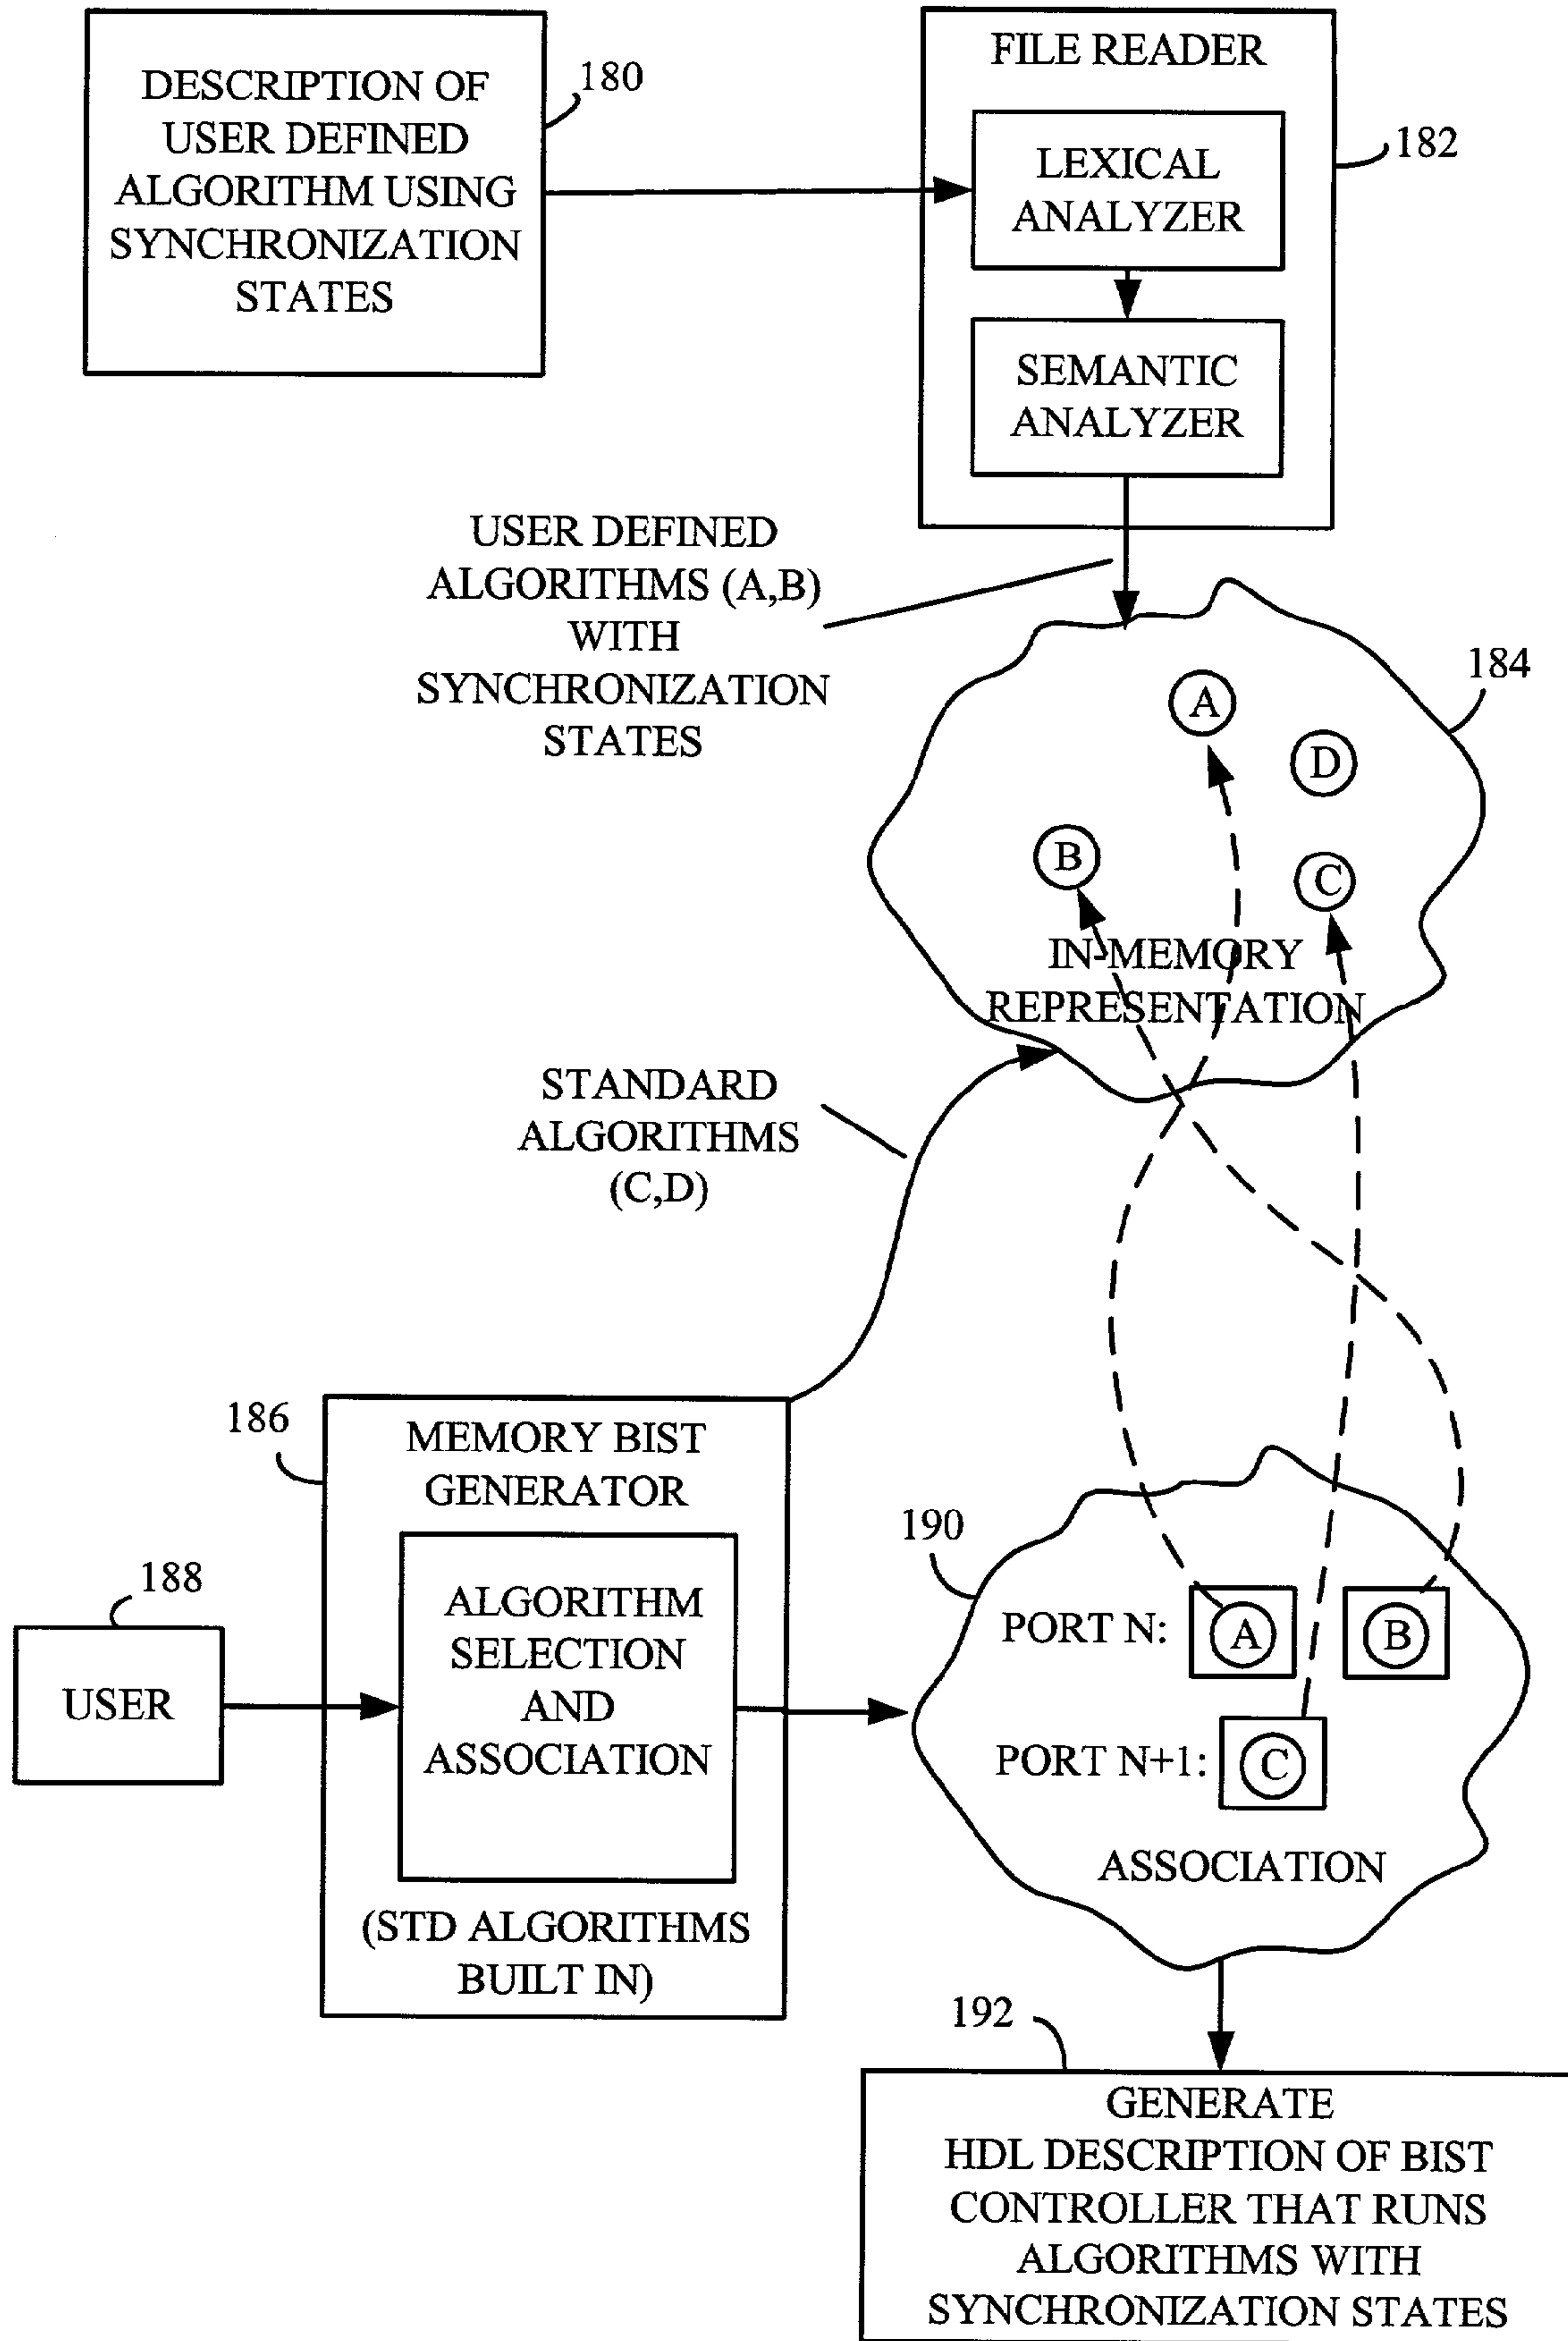 DESCRIPTION OF
USER DEFINED
ALGORITHM USING
SYNCHRONIZATION
STATES
180
FILE READER
LEXICAL
ANALYZER
SEMANTIC
ANALYZER
182
USER DEFINED
ALGORITHMS (A,B)
WITH
SYNCHRONIZATION
STATES
184
A
D
B
C
IN-MEMORY
REPRESENTATION
STANDARD
ALGORITHMS
(C,D)
186
MEMORY BIST
GENERATOR
ALGORITHM
SELECTION
AND
ASSOCIATION
(STD ALGORITHMS
BUILT IN)
188
USER
190
PORT N: A B
PORT N+1: C
ASSOCIATION
192
GENERATE
HDL DESCRIPTION OF BIST
CONTROLLER THAT RUNS
ALGORITHMS WITH
SYNCHRONIZATION STATES